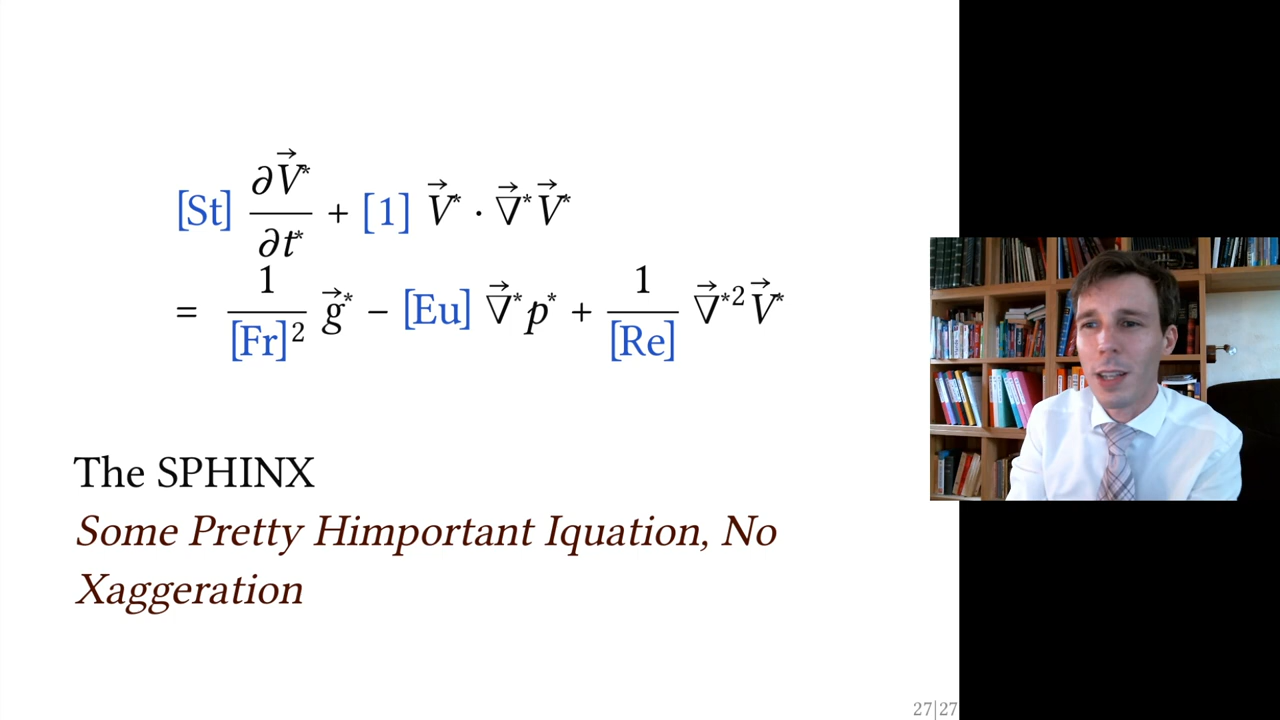 [St] ∂V⃗*/∂t* + [1] V⃗* · ∇⃗*V⃗*
= 1/[Fr]² g⃗* − [Eu] ∇⃗*p* + 1/[Re] ∇⃗*²V⃗*
The SPHINX
Some Pretty Himportant Iquation, No
Xaggeration
27|27